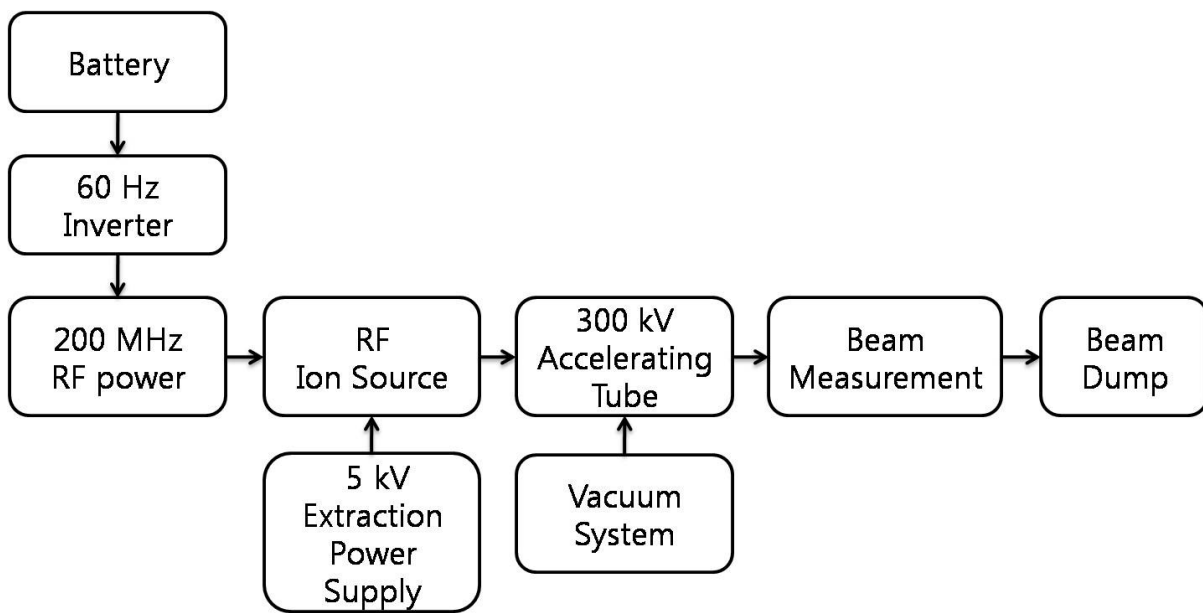 Battery
60 Hz
Inverter
200 MHz
RF power
RF
Ion Source
300 kV
Accelerating
Tube
Beam
Measurement
Beam
Dump
5 kV
Extraction
Power
Supply
Vacuum
System